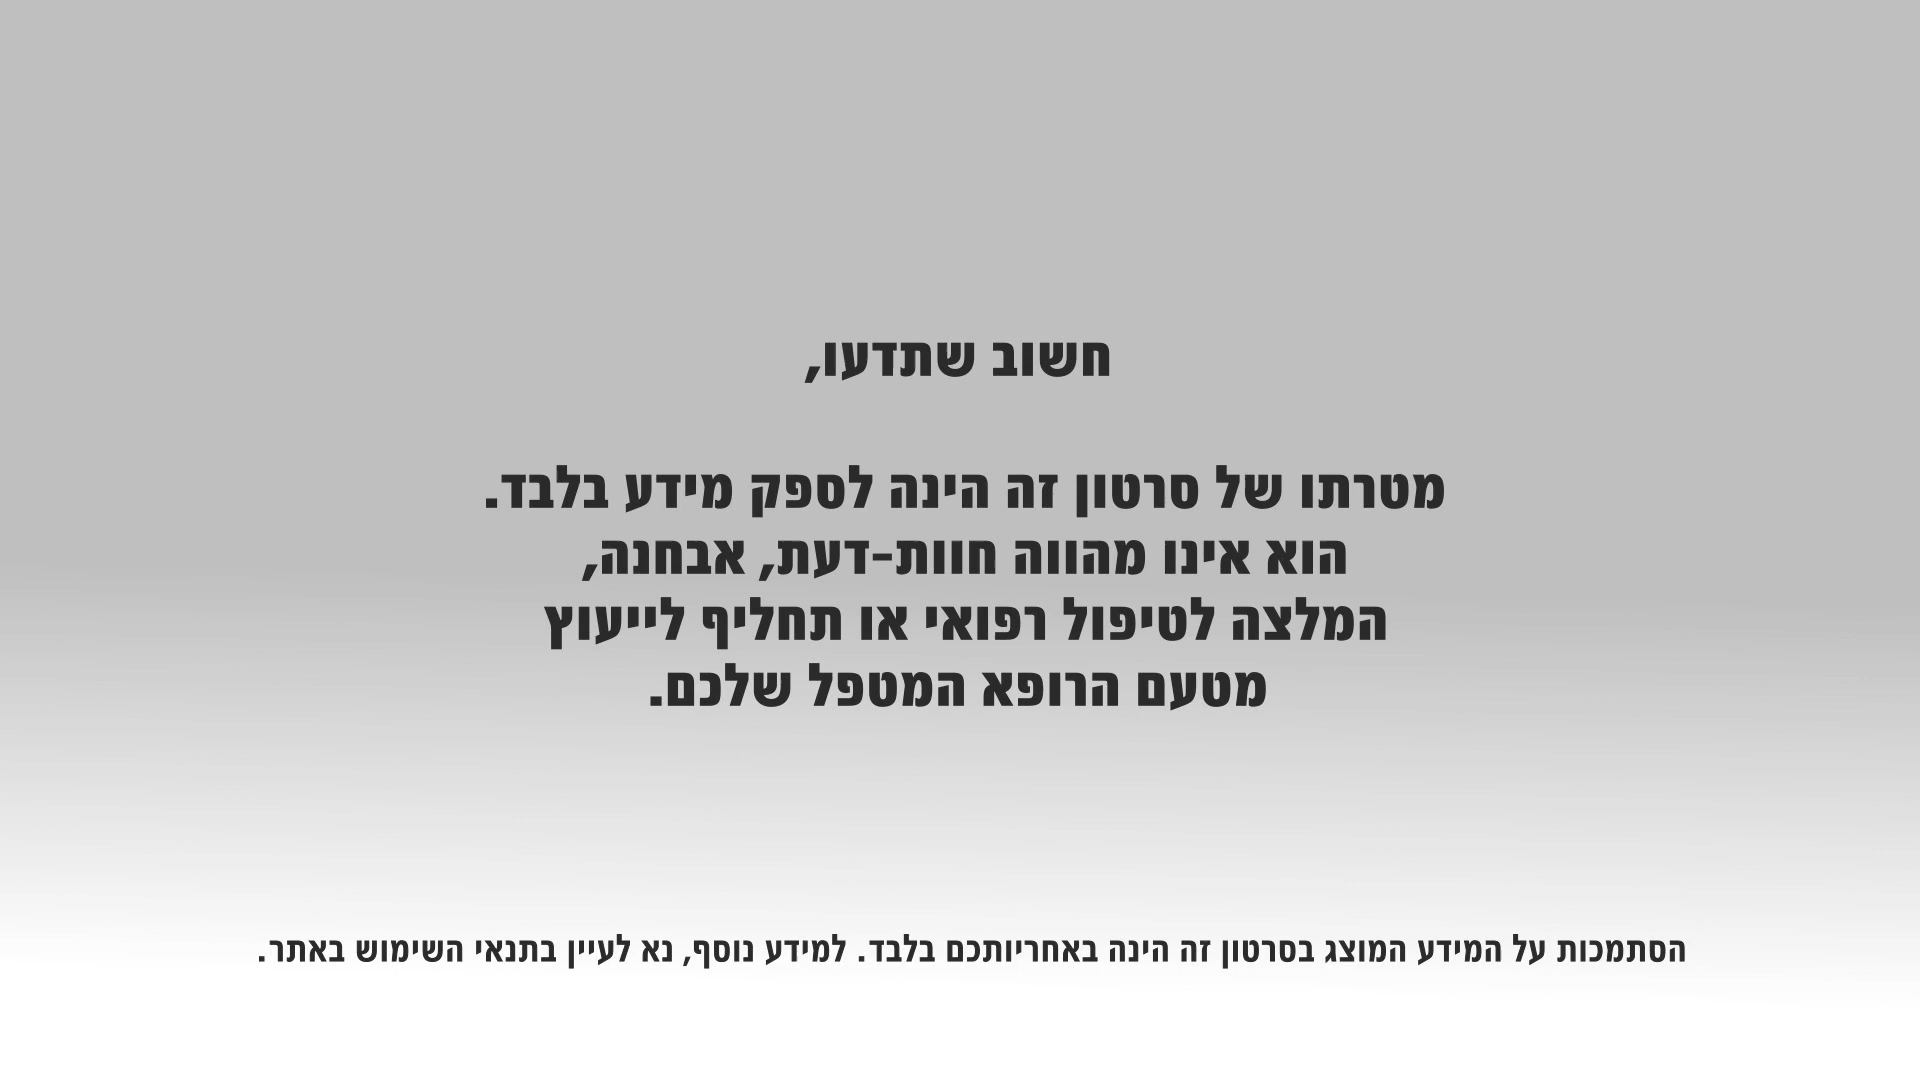 חשוב שתדעו,
מטרתו של סרטון זה הינה לספק מידע בלבד.
הוא אינו מהווה חוות-דעת, אבחנה,
המלצה לטיפול רפואי או תחליף לייעוץ
מטעם הרופא המטפל שלכם.
הסתמכות על המידע המוצג בסרטון זה הינה באחריותכם בלבד. למידע נוסף, נא לעיין בתנאי השימוש באתר.